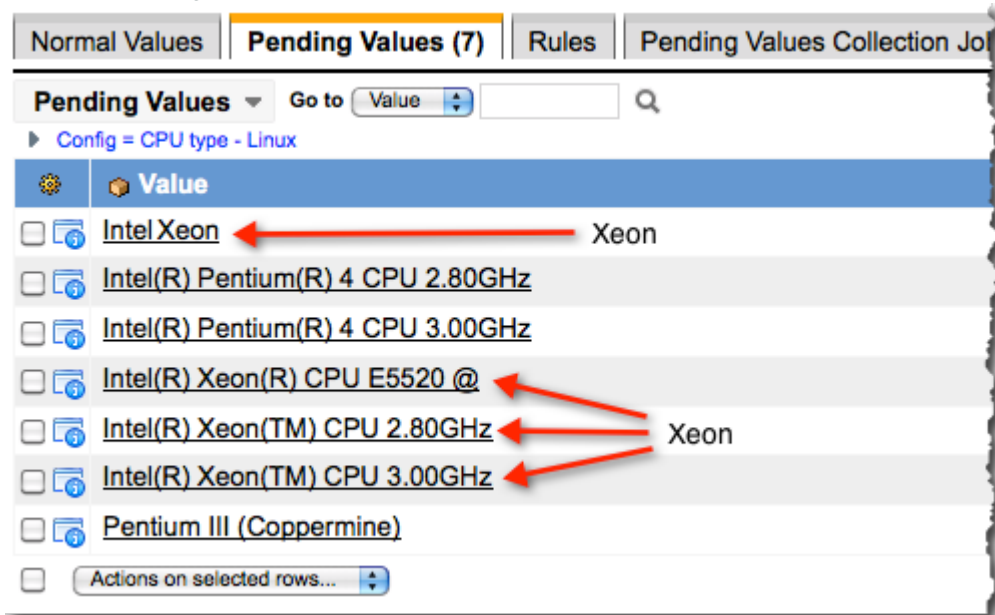 Normal Values Pending Values (7) Rules Pending Values Collection
Pending Values Go to Value
Config = CPU type - Linux
Value
Intel Xeon Xeon
Intel(R) Pentium(R) 4 CPU 2.80GHz
Intel(R) Pentium(R) 4 CPU 3.00GHz
Intel(R) Xeon(R) CPU E5520 @
Intel(R) Xeon(TM) CPU 2.80GHz Xeon
Intel(R) Xeon(TM) CPU 3.00GHz
Pentium III (Coppermine)
Actions on selected rows...